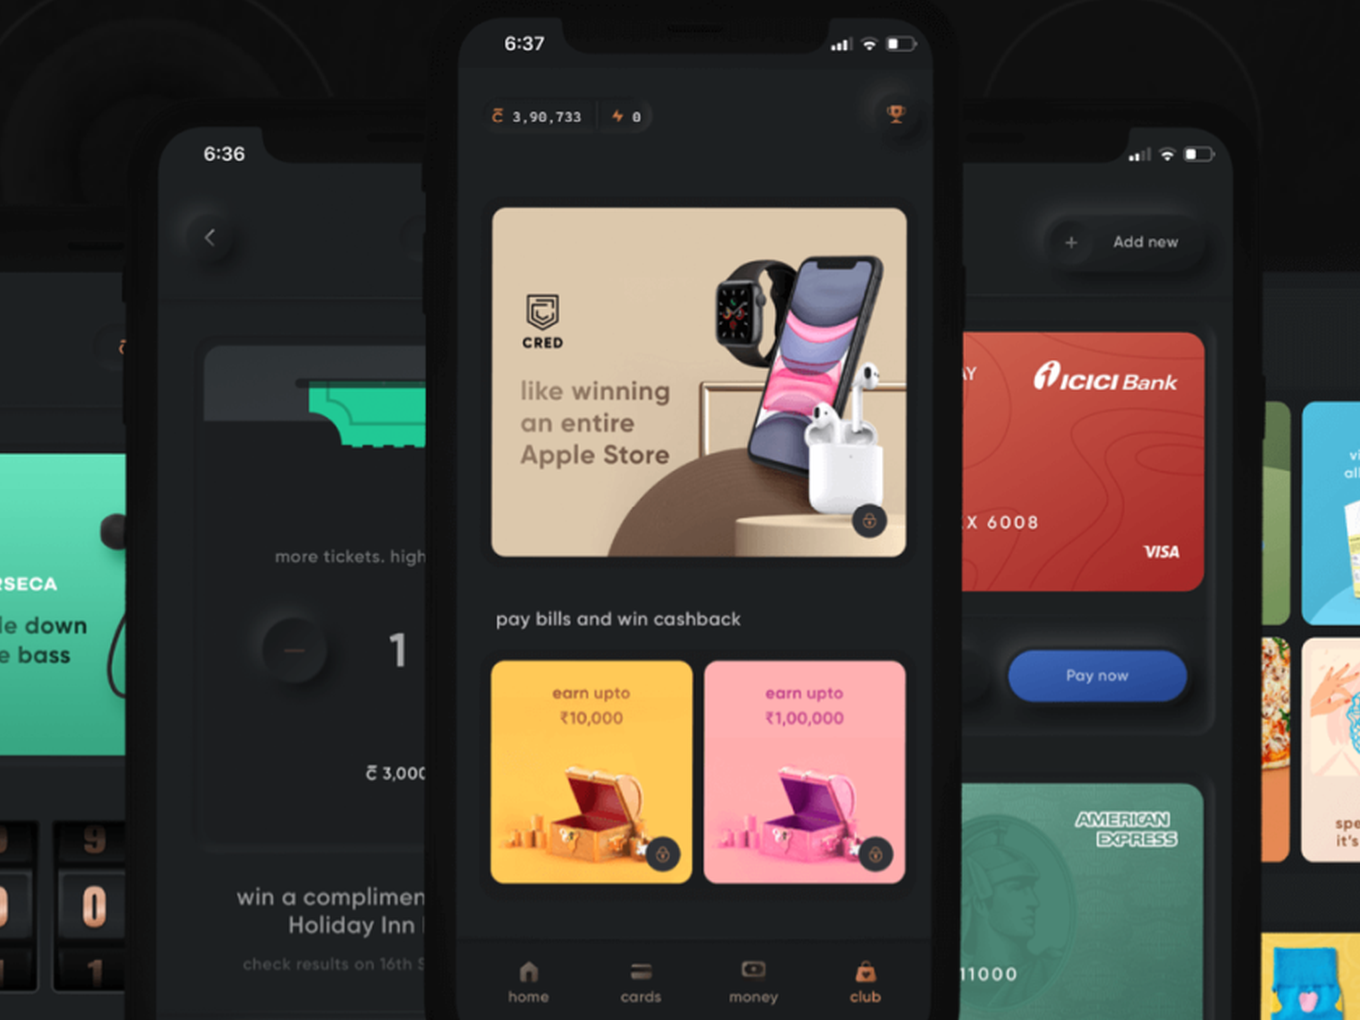 6:37
₹ 3,90,733
0
CRED
like winning
an entire
Apple Store
pay bills and win cashback
earn upto
₹10,000
earn upto
₹1,00,000
home
cards
money
club
6:36
more tickets. high
1
3,000
win a complimen
Holiday Inn
check results on 16th S
RSECA
le down
e bass
9
0
1
Add new
AY
ICICI Bank
X 6008
VISA
Pay now
AMERICAN
EXPRESS
11000
vi
all
spe
it's